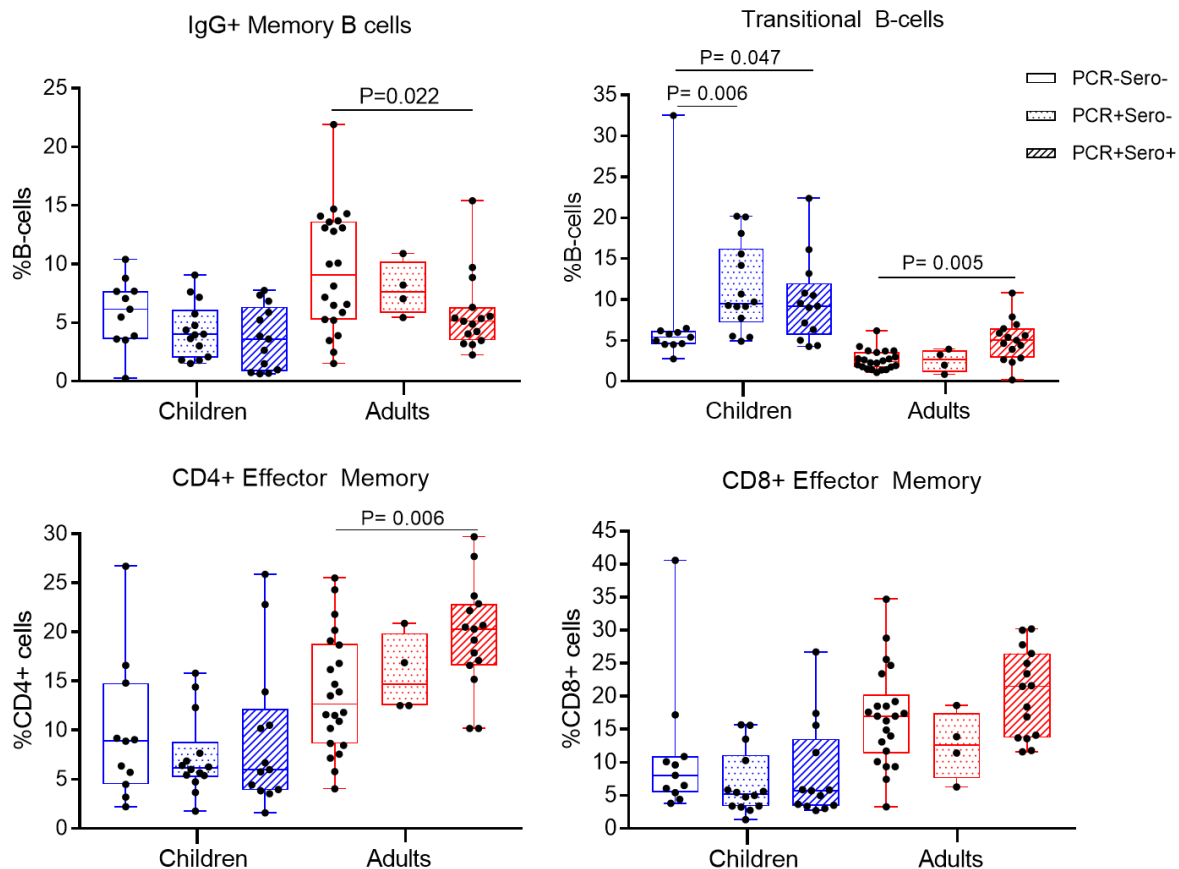 IgG+ Memory B cells
25
20
15
10
5
0
%B-cells
P=0.022
Children
Adults
Transitional B-cells
35
30
25
20
15
10
5
0
%B-cells
P= 0.047
P= 0.006
P= 0.005
Children
Adults
PCR-Sero-
PCR+Sero-
PCR+Sero+
CD4+ Effector Memory
30
25
20
15
10
5
0
%CD4+ cells
P= 0.006
Children
Adults
CD8+ Effector Memory
45
40
35
30
25
20
15
10
5
0
%CD8+ cells
Children
Adults